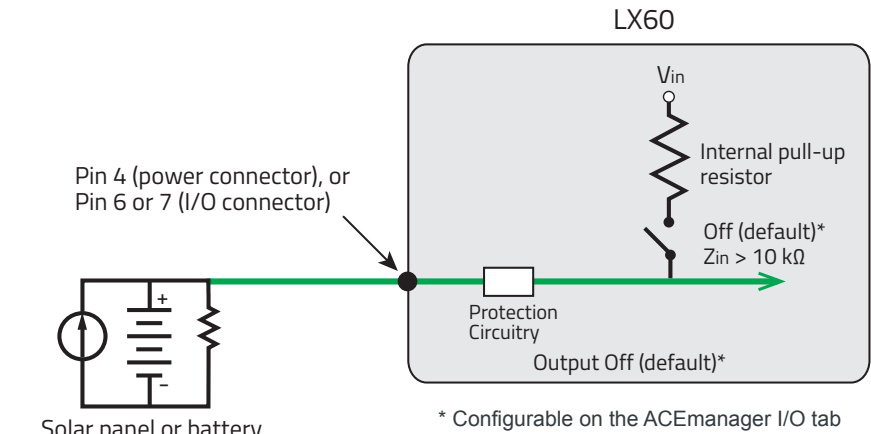 LX60
Vin
Internal pull-up
resistor
Pin 4 (power connector), or
Pin 6 or 7 (I/O connector)
Off (default)*
Zin > 10 kΩ
+
−
Protection
Circuitry
Output Off (default)*
Solar panel or battery
* Configurable on the ACEmanager I/O tab